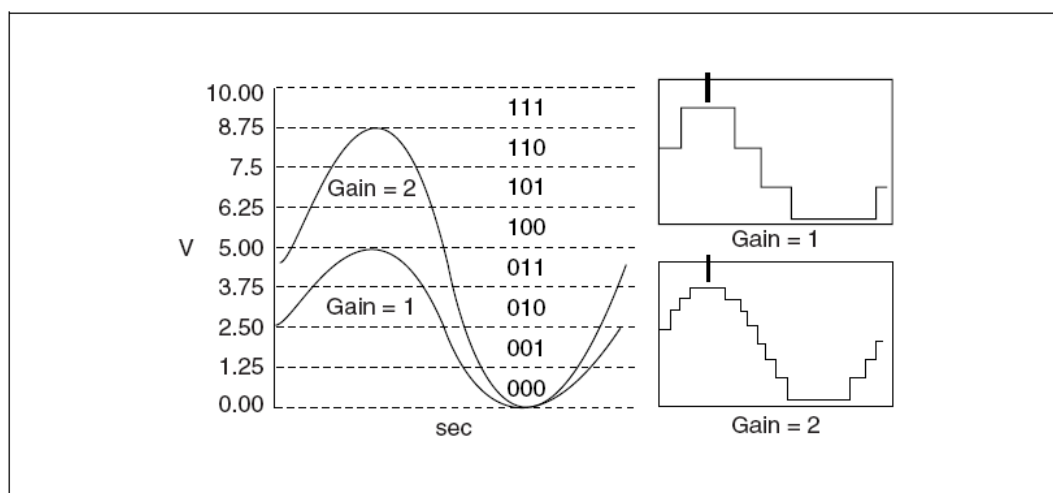 10.00
111
8.75
110
7.5
Gain = 2
101
6.25
100
V
5.00
011
3.75
Gain = 1
010
2.50
001
1.25
000
0.00
sec
Gain = 1
Gain = 2